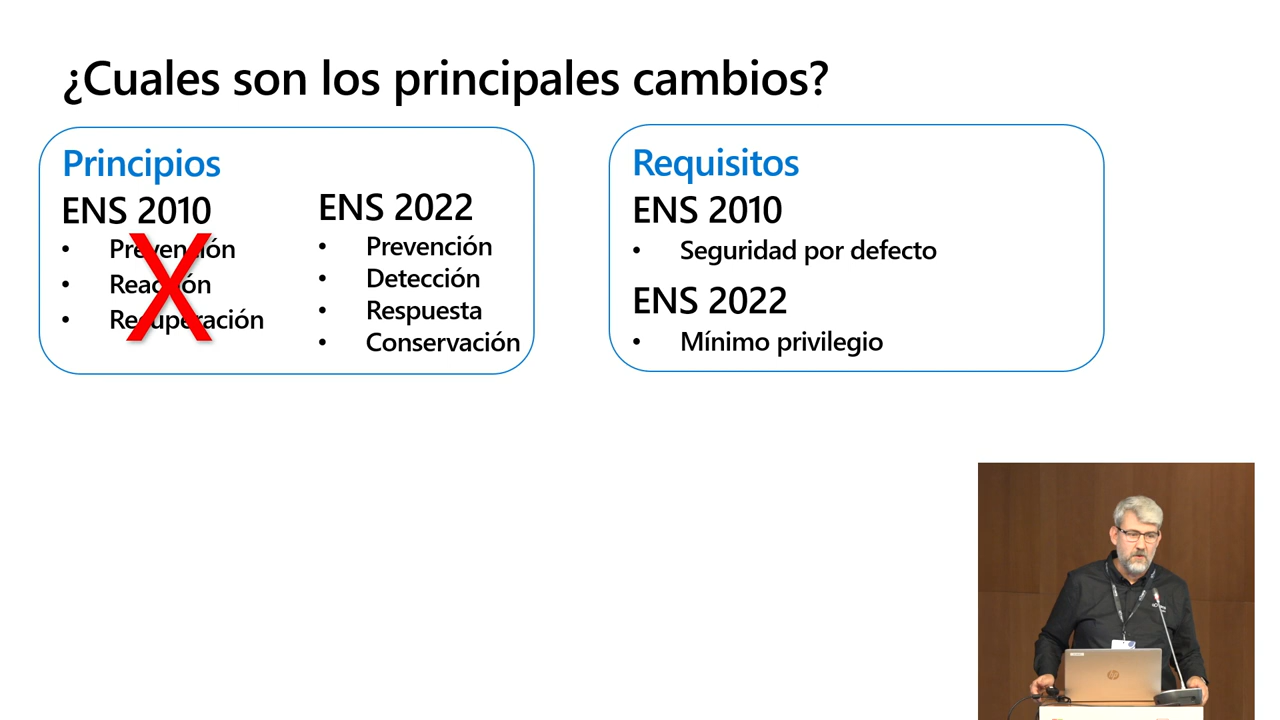 ¿Cuales son los principales cambios?
Principios
ENS 2010
• Prevención
• Reacción
• Recuperación
ENS 2022
• Prevención
• Detección
• Respuesta
• Conservación
X
Requisitos
ENS 2010
• Seguridad por defecto
ENS 2022
• Mínimo privilegio
hp